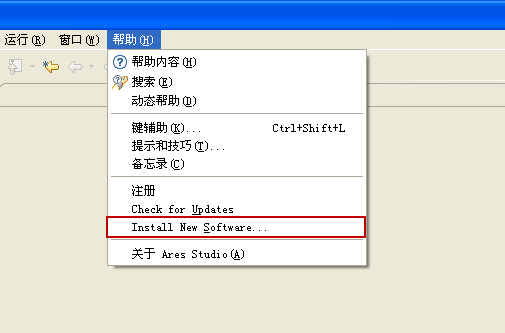 运行(R) 窗口(W) 帮助(H)
帮助内容(H)
搜索(E)
动态帮助(D)
键辅助(K)... Ctrl+Shift+L
提示和技巧(T)...
备忘录(C)
注册
Check for Updates
Install New Software...
关于 Ares Studio(A)